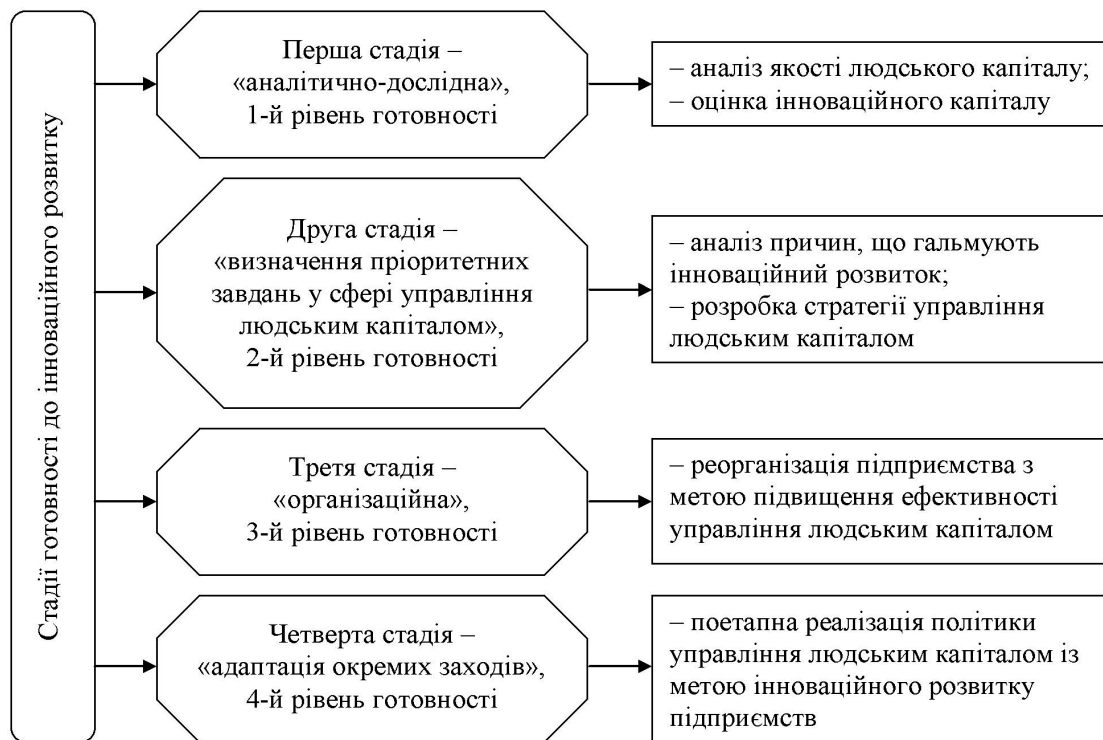 Стадії готовності до інноваційного розвитку
Перша стадія –
«аналітично-дослідна»,
1-й рівень готовності
– аналіз якості людського капіталу;
– оцінка інноваційного капіталу
Друга стадія –
«визначення пріоритетних
завдань у сфері управління
людським капіталом»,
2-й рівень готовності
– аналіз причин, що гальмують
інноваційний розвиток;
– розробка стратегії управління
людським капіталом
Третя стадія –
«організаційна»,
3-й рівень готовності
– реорганізація підприємства з
метою підвищення ефективності
управління людським капіталом
Четверта стадія –
«адаптація окремих заходів»,
4-й рівень готовності
– поетапна реалізація політики
управління людським капіталом із
метою інноваційного розвитку
підприємств